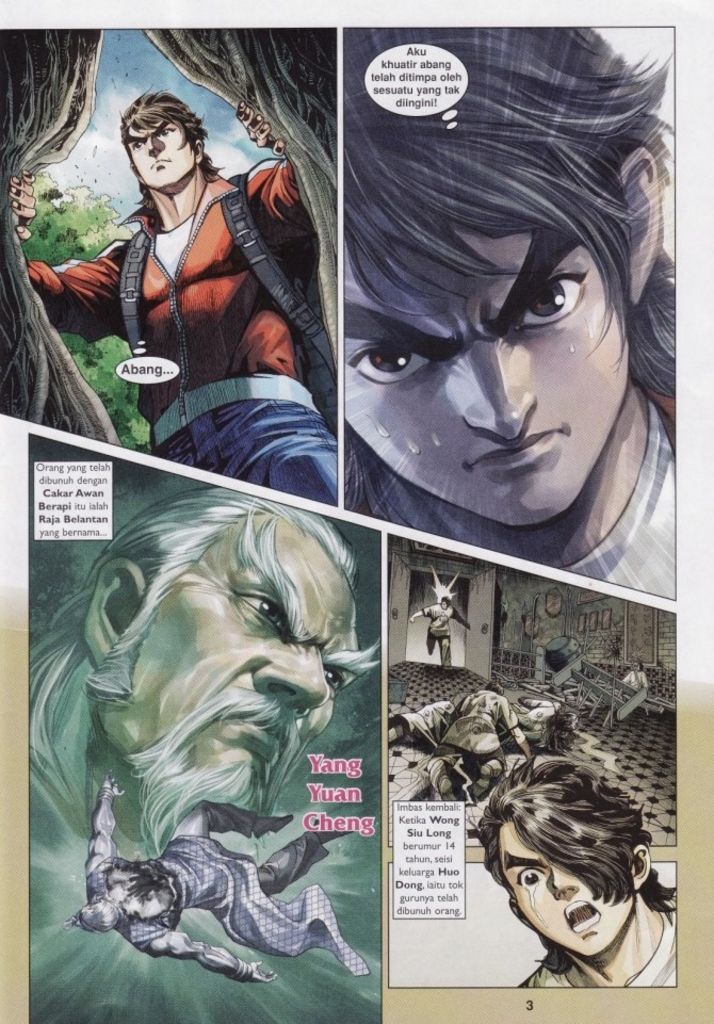 Aku
khuatir abang
telah ditimpa oleh
sesuatu yang tak
diingini!
Abang...
Orang yang telah
dibunuh dengan
Cakar Awan
Berapi itu ialah
Raja Belantan
yang bernama...
Yang
Yuan
Cheng
Imbas kembali:
Ketika Wong
Siu Long
berumur 14
tahun, seisi
keluarga Huo
Dong, iaitu tok
gurunya telah
dibunuh orang.
3